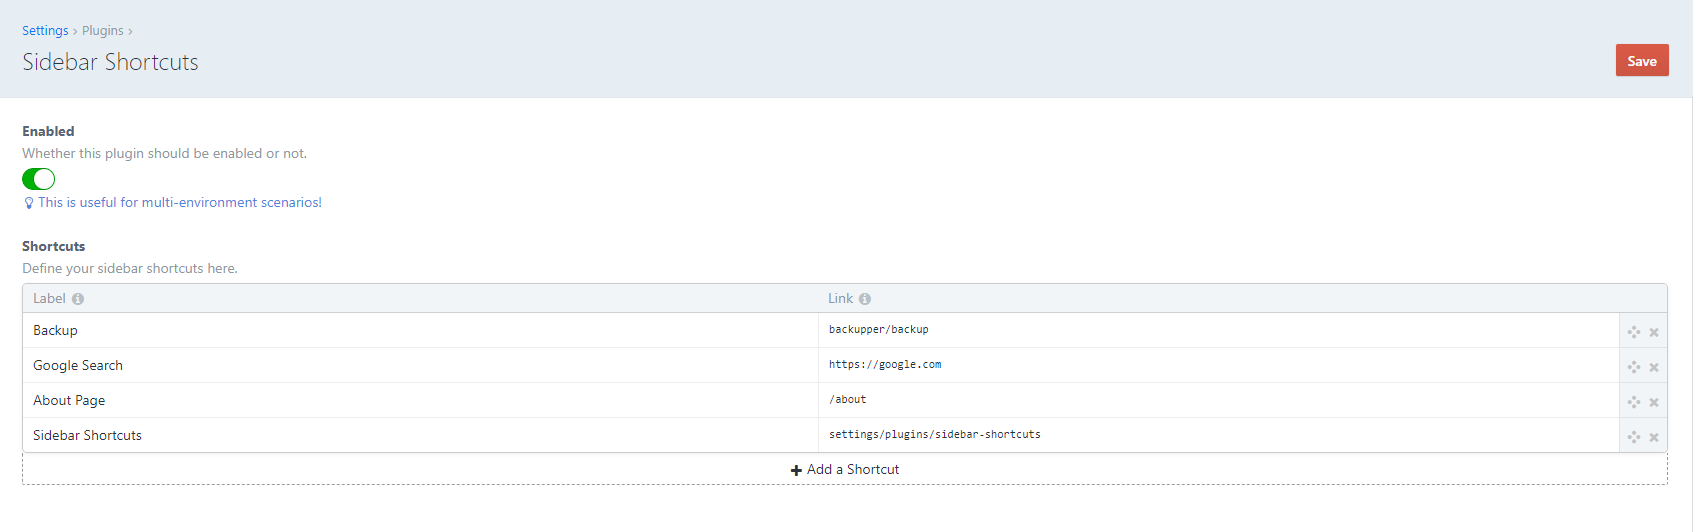 Settings › Plugins ›
Sidebar Shortcuts
Save
Enabled
Whether this plugin should be enabled or not.
This is useful for multi-environment scenarios!
Shortcuts
Define your sidebar shortcuts here.
Label Link
Backup backupper/backup
Google Search https://google.com
About Page /about
Sidebar Shortcuts settings/plugins/sidebar-shortcuts
Add a Shortcut